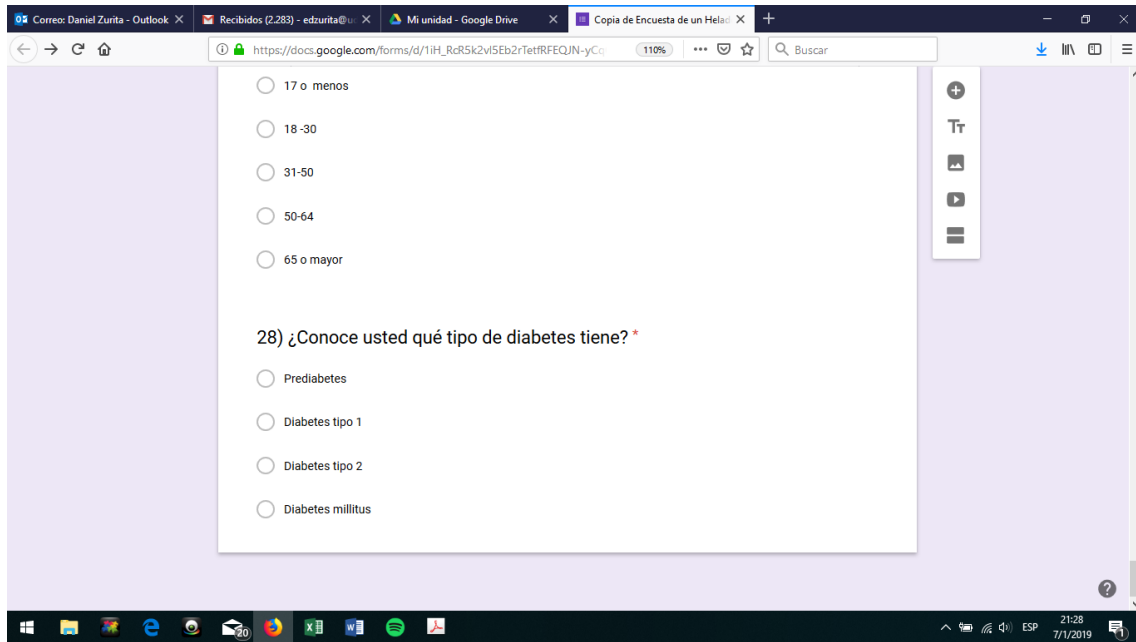 Correo: Daniel Zurita - Outlook
Recibidos (2.283) - edzurita@u
Mi unidad - Google Drive
Copia de Encuesta de un Helad
https://docs.google.com/forms/d/1iH_RcR5k2vI5Eb2rTetfRFEQJN-yCq
110%
Buscar
17 o menos
18 -30
31-50
50-64
65 o mayor
28) ¿Conoce usted qué tipo de diabetes tiene? *
Prediabetes
Diabetes tipo 1
Diabetes tipo 2
Diabetes millitus
20
ESP
21:28
7/1/2019
1